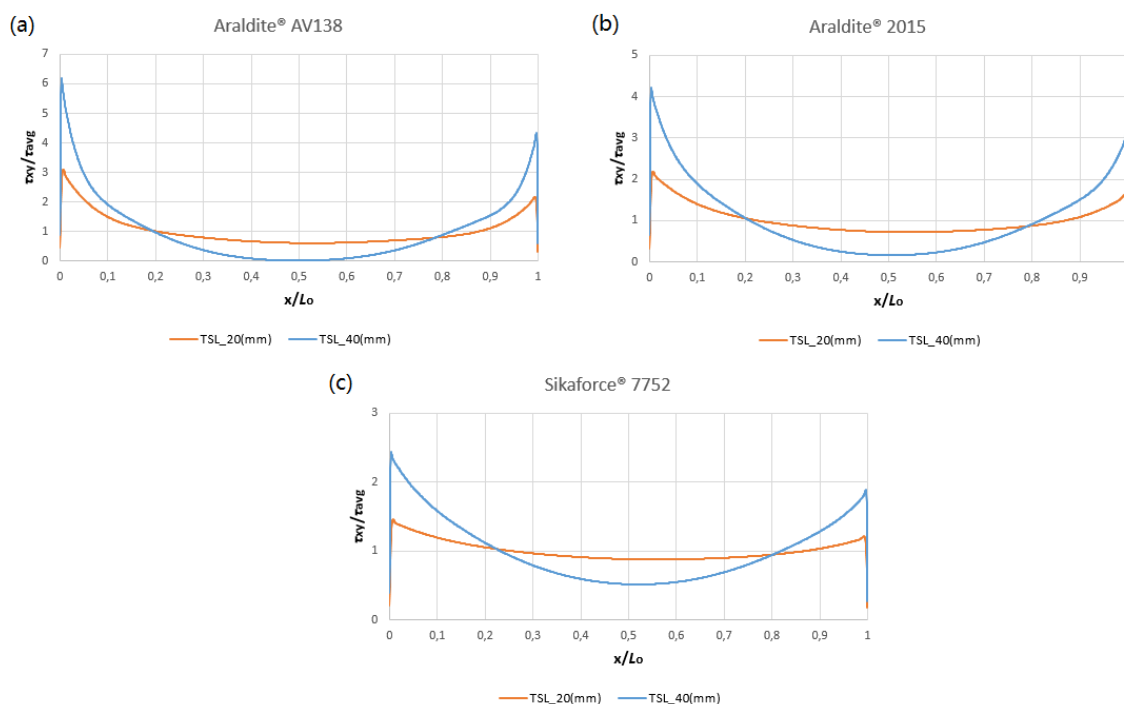 (a)
Araldite® AV138
τxy/τavg
7
6
5
4
3
2
1
0
0 0,1 0,2 0,3 0,4 0,5 0,6 0,7 0,8 0,9 1
x/Lo
TSL_20(mm) TSL_40(mm)
(b)
Araldite® 2015
τxy/τavg
5
4
3
2
1
0
0 0,1 0,2 0,3 0,4 0,5 0,6 0,7 0,8 0,9
x/Lo
TSL_20(mm) TSL_40(mm)
(c)
Sikaforce® 7752
τxy/τavg
3
2
1
0
0 0,1 0,2 0,3 0,4 0,5 0,6 0,7 0,8 0,9 1
x/Lo
TSL_20(mm) TSL_40(mm)